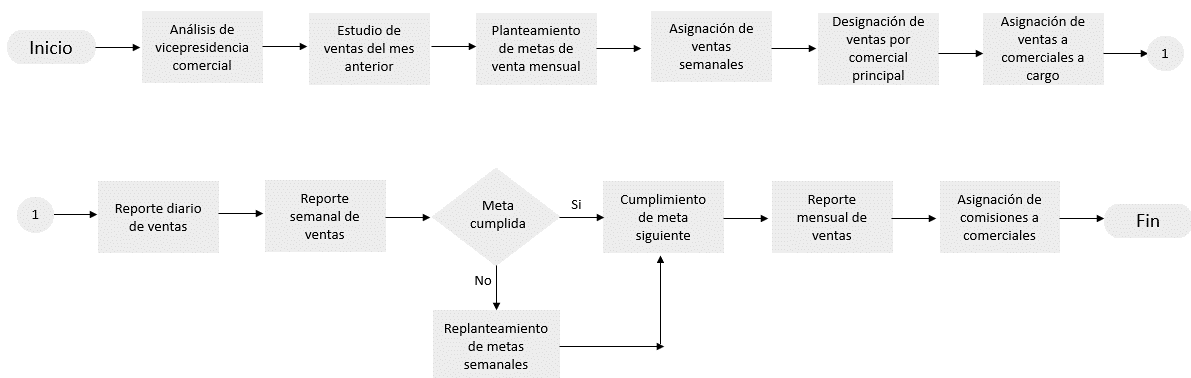 Inicio
Análisis de
vicepresidencia
comercial
Estudio de
ventas del mes
anterior
Planteamiento
de metas de
venta mensual
Asignación de
ventas
semanales
Designación de
ventas por
comercial
principal
Asignación de
ventas a
comerciales a
cargo
1
1
Reporte diario
de ventas
Reporte
semanal de
ventas
Meta
cumplida
Si
No
Replanteamiento
de metas
semanales
Cumplimiento
de meta
siguiente
Reporte
mensual de
ventas
Asignación de
comisiones a
comerciales
Fin